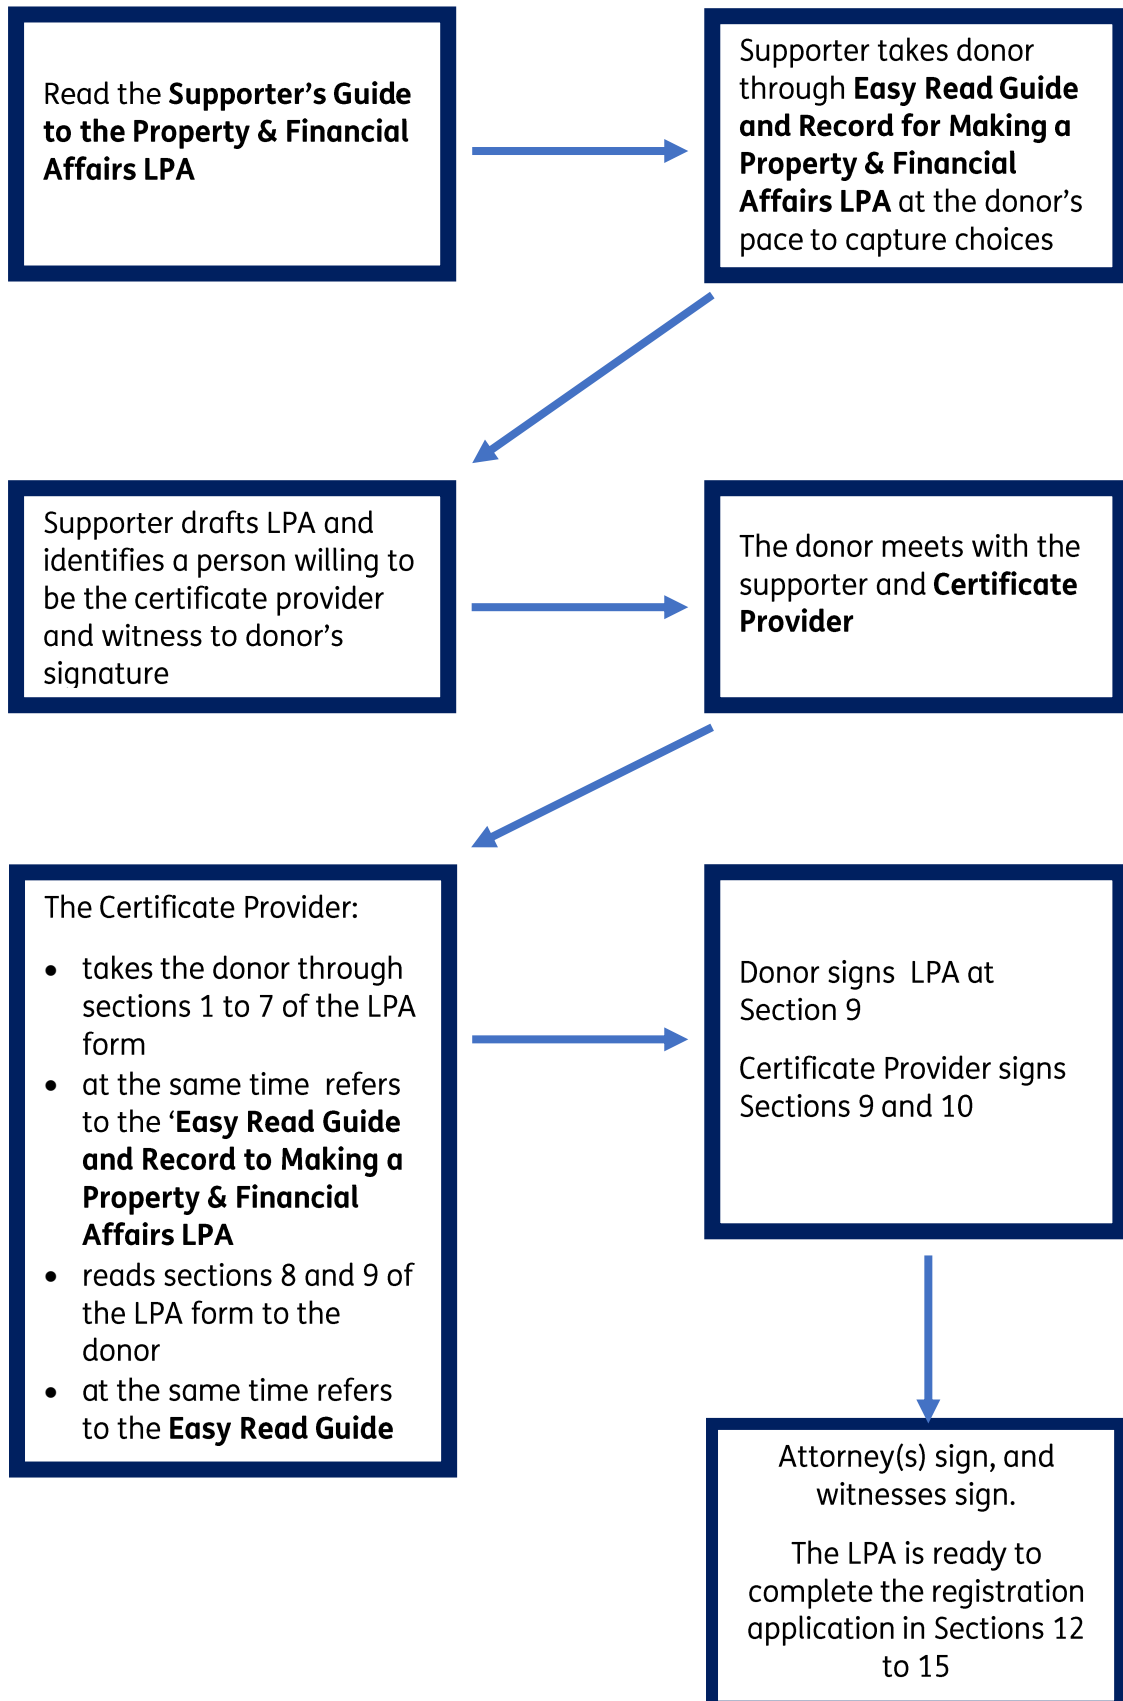 Read the Supporter’s Guide
to the Property & Financial
Affairs LPA
Supporter takes donor
through Easy Read Guide
and Record for Making a
Property & Financial
Affairs LPA at the donor’s
pace to capture choices
Supporter drafts LPA and
identifies a person willing to
be the certificate provider
and witness to donor’s
signature
The donor meets with the
supporter and Certificate
Provider
The Certificate Provider:
• takes the donor through
sections 1 to 7 of the LPA
form
• at the same time refers
to the ‘Easy Read Guide
and Record to Making a
Property & Financial
Affairs LPA
• reads sections 8 and 9 of
the LPA form to the
donor
• at the same time refers
to the Easy Read Guide
Donor signs LPA at
Section 9
Certificate Provider signs
Sections 9 and 10
Attorney(s) sign, and
witnesses sign.
The LPA is ready to
complete the registration
application in Sections 12
to 15